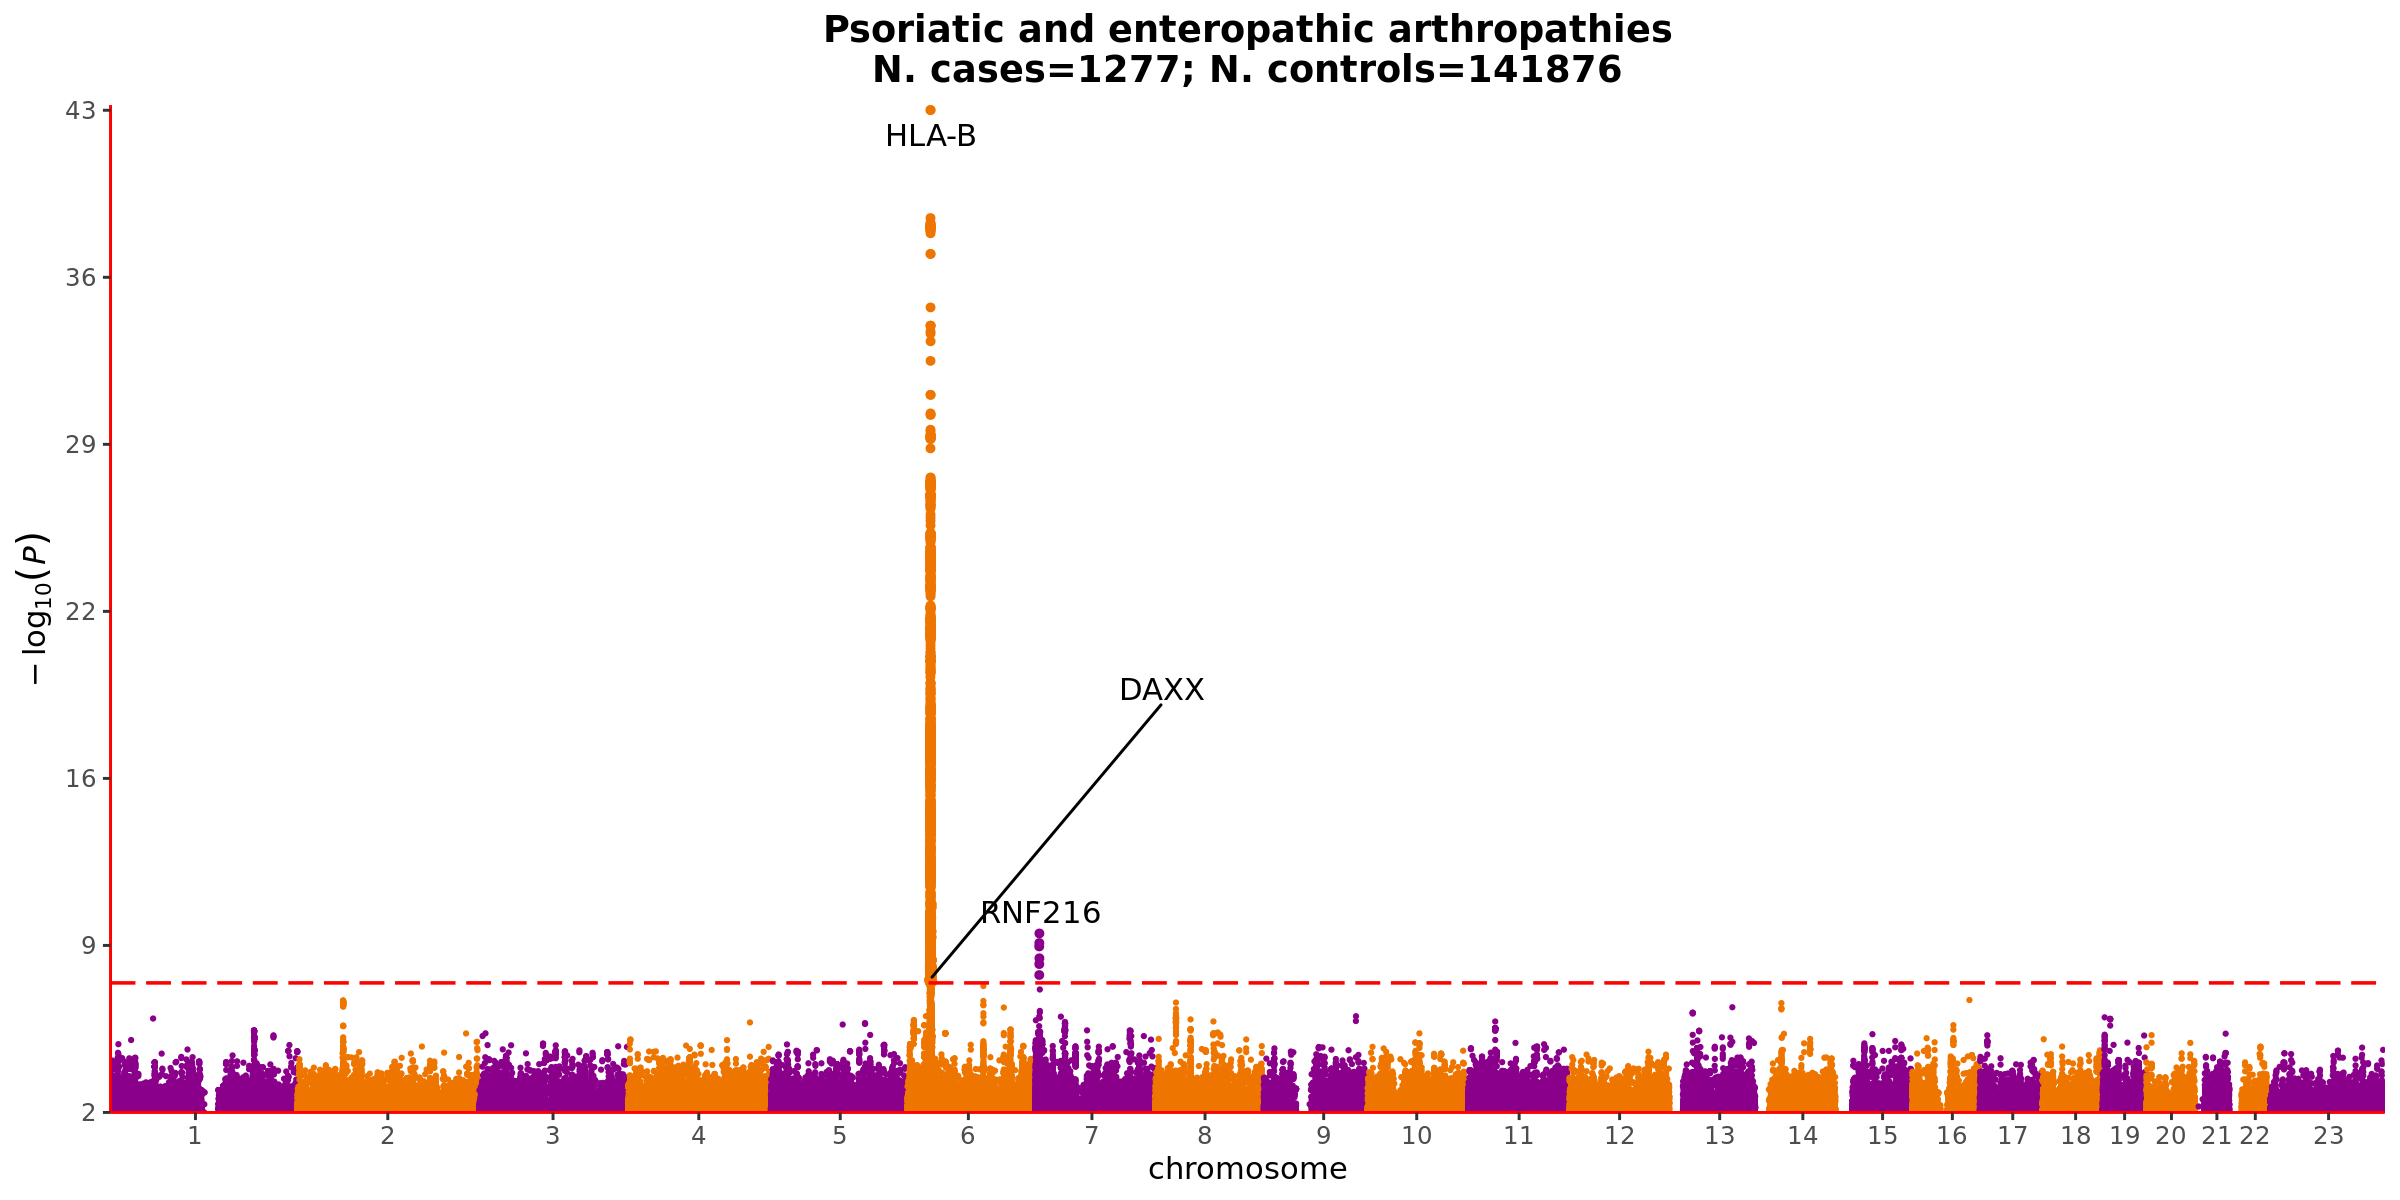 Psoriatic and enteropathic arthropathies
N. cases=1277; N. controls=141876
43
HLA-B
36
29
22
DAXX
16
RNF216
9
2
−log10(P)
1 2 3 4 5 6 7 8 9 10 11 12 13 14 15 16 17 18 19 20 21 22 23
chromosome